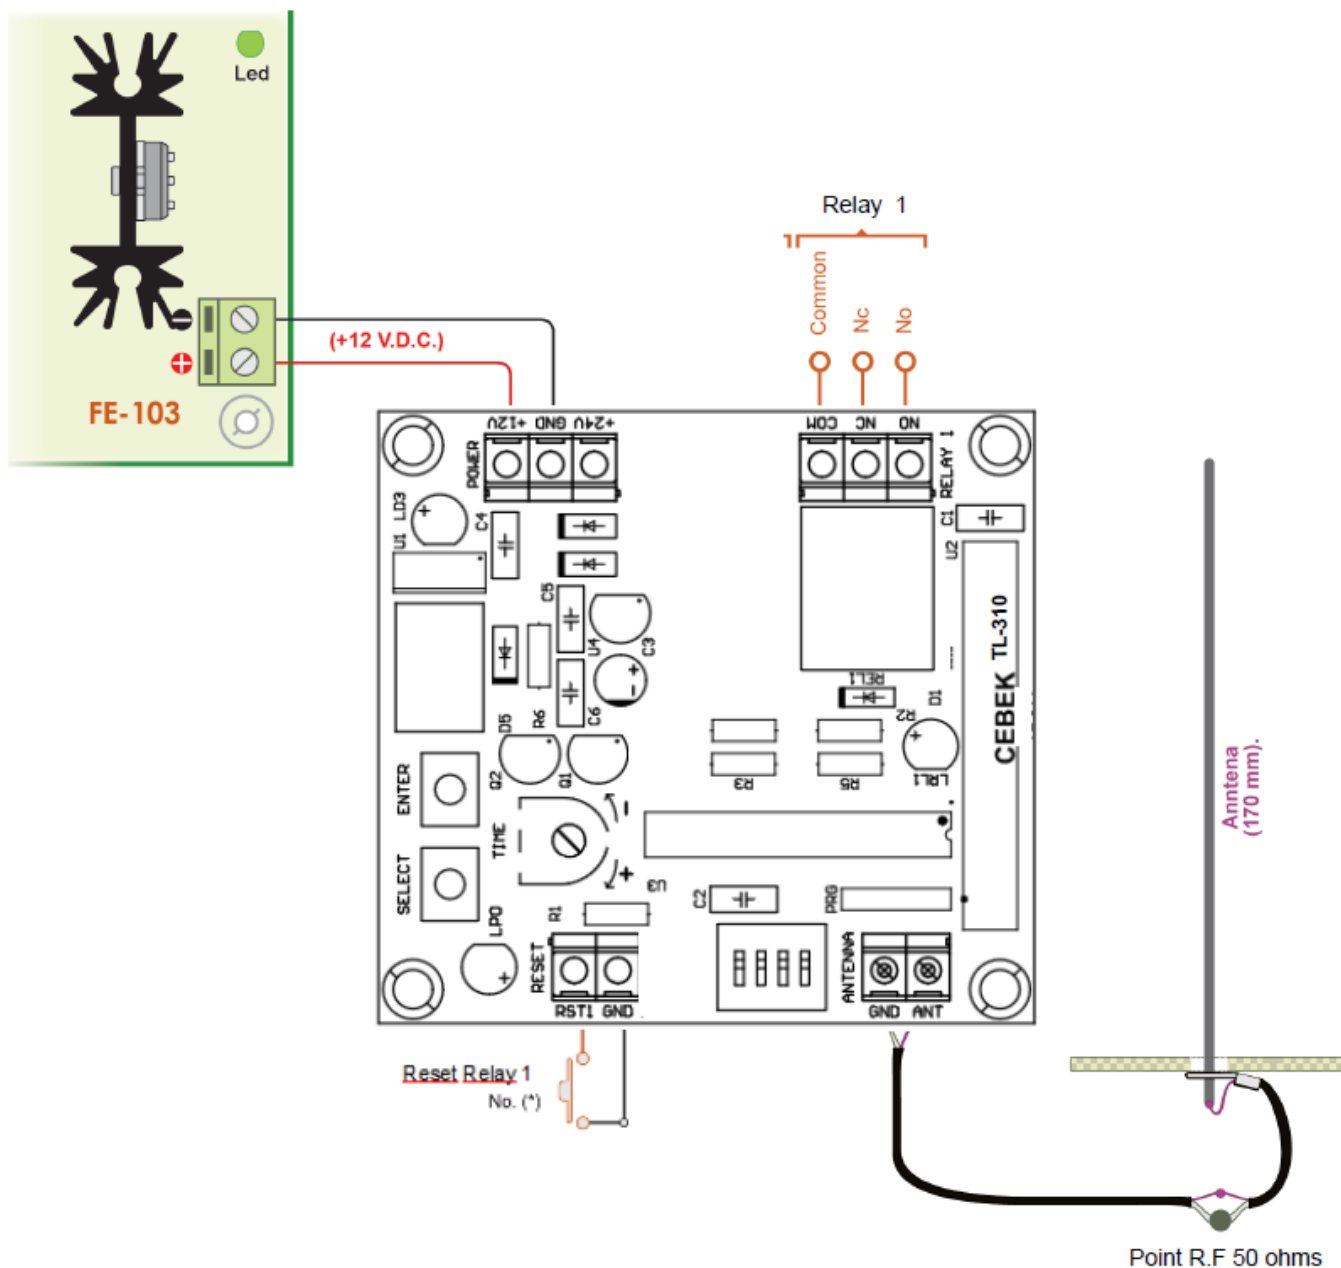 Led
(+12 V.D.C.)
FE-103
Relay 1
Common
Nc
No
+12V GND +24V
POWER
COM NC NO
RELAY 1
LD3
U1
C4
C1
U2
C5
U4
C3
CEBEK TL-310
REL1
D1
R2
D5
R6
C6
Q2
Q1
R3
R5
LRL1
ENTER
TIME
-
+
SELECT
U3
LPO
R1
C2
PRG
RESET
RST1 GND
ANTENNA
GND ANT
Reset Relay 1
No. (*)
Anntena
(170 mm).
Point R.F 50 ohms